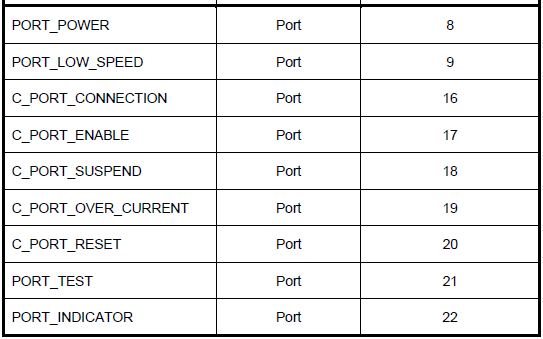 PORT_POWER Port 8
PORT_LOW_SPEED Port 9
C_PORT_CONNECTION Port 16
C_PORT_ENABLE Port 17
C_PORT_SUSPEND Port 18
C_PORT_OVER_CURRENT Port 19
C_PORT_RESET Port 20
PORT_TEST Port 21
PORT_INDICATOR Port 22